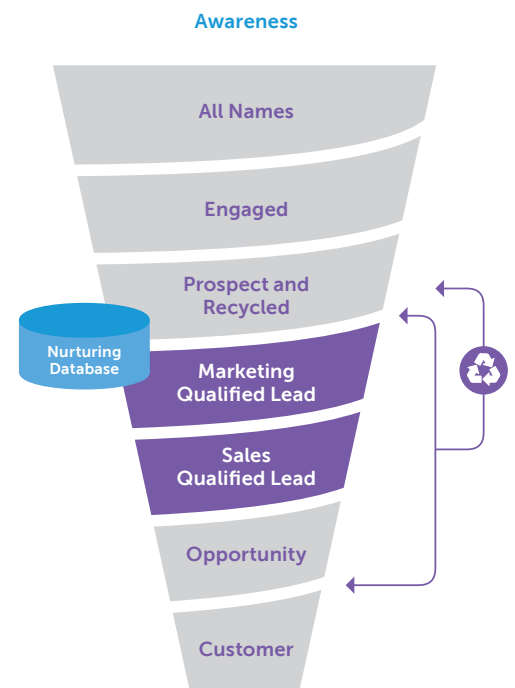 Awareness
All Names
Engaged
Prospect and
Recycled
Nurturing
Database
Marketing
Qualified Lead
Sales
Qualified Lead
Opportunity
Customer